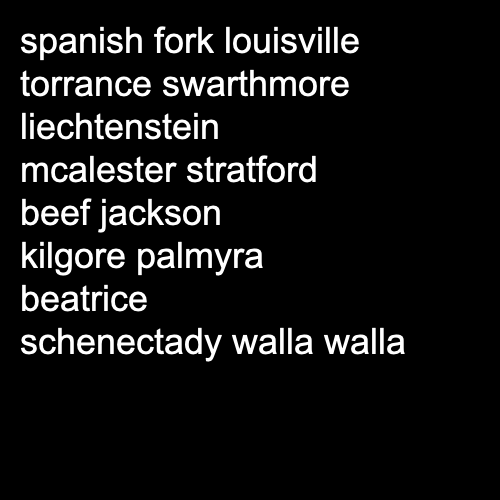 spanish fork louisville
torrance swarthmore
liechtenstein
mcalester stratford
beef jackson
kilgore palmyra
beatrice
schenectady walla walla